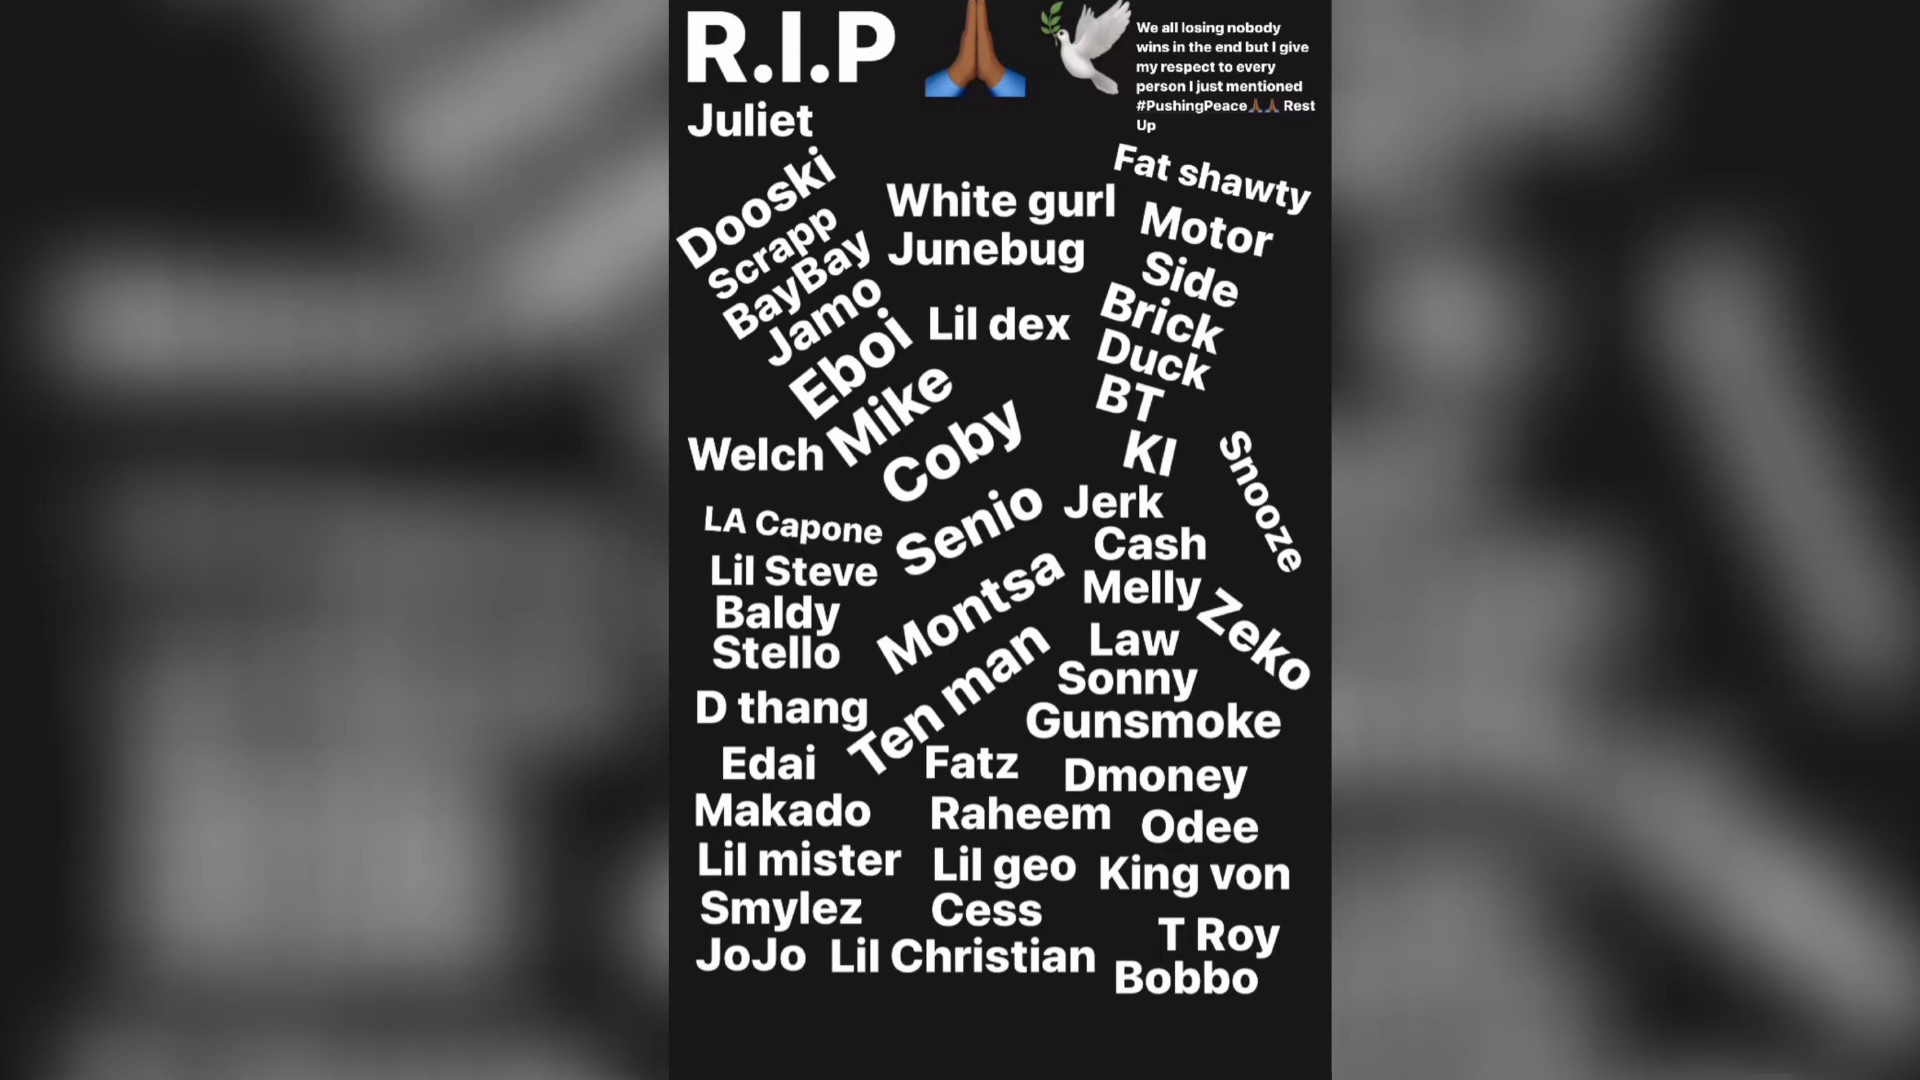 R.I.P
We all losing nobody
wins in the end but I give
my respect to every
person I just mentioned
#PushingPeace🙏🏾🙏🏾 Rest
Up
Juliet
Dooski
Scrapp
BayBay
Jamo
Eboi
Mike
Coby
Senio
Montsa
Ten man
White gurl
Junebug
Lil dex
Fat shawty
Motor
Side
Brick
Duck
BT
KI
Snooze
Welch
LA Capone
Lil Steve
Baldy
Stello
D thang
Edai
Makado
Lil mister
Smylez
JoJo
Jerk
Cash
Melly
Zeko
Law
Sonny
Gunsmoke
Fatz
Raheem
Lil geo
Cess
Lil Christian
Dmoney
Odee
King von
T Roy
Bobbo